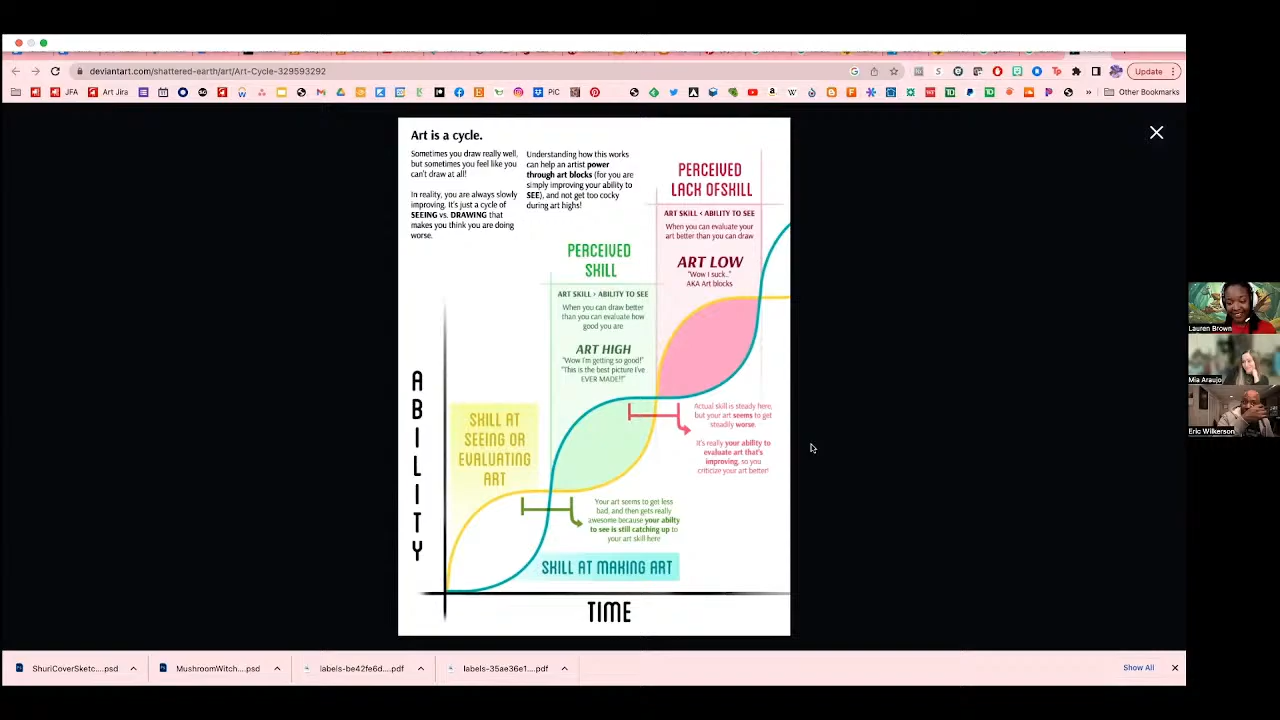 deviantart.com/shattered-earth/art/Art-Cycle-329593292
Update
JFA
Art Jira
PIC
Other Bookmarks
Art is a cycle.
Sometimes you draw really well,
but sometimes you feel like you
can't draw at all!
In reality, you are always slowly
improving. It's just a cycle of
SEEING vs. DRAWING that
makes you think you are doing
worse.
Understanding how this works
can help an artist power
through art blocks (for you are
simply improving your ability to
SEE), and not get too cocky
during art highs!
PERCEIVED
LACK OF SKILL
ART SKILL < ABILITY TO SEE
When you can evaluate your
art better than you can draw
ART LOW
"Wow I suck.."
AKA Art blocks
PERCEIVED
SKILL
ART SKILL > ABILITY TO SEE
When you can draw better
than you can evaluate how
good you are
ART HIGH
"Wow I'm getting so good!"
"This is the best picture I've
EVER MADE!!"
Actual skill is steady here,
but your art seems to get
steadily worse.
It's really your ability to
evaluate art that's
improving, so you
criticize your art better!
SKILL AT
SEEING OR
EVALUATING
ART
Your art seems to get less
bad, and then gets really
awesome because your abilty
to see is still catching up to
your art skill here
SKILL AT MAKING ART
ABILITY
TIME
Lauren Brown
Mia Araujo
Eric Wilkerson
ShuriCoverSketc....psd
MushroomWitch....psd
labels-be42fe6d....pdf
labels-35ae36e1....pdf
Show All